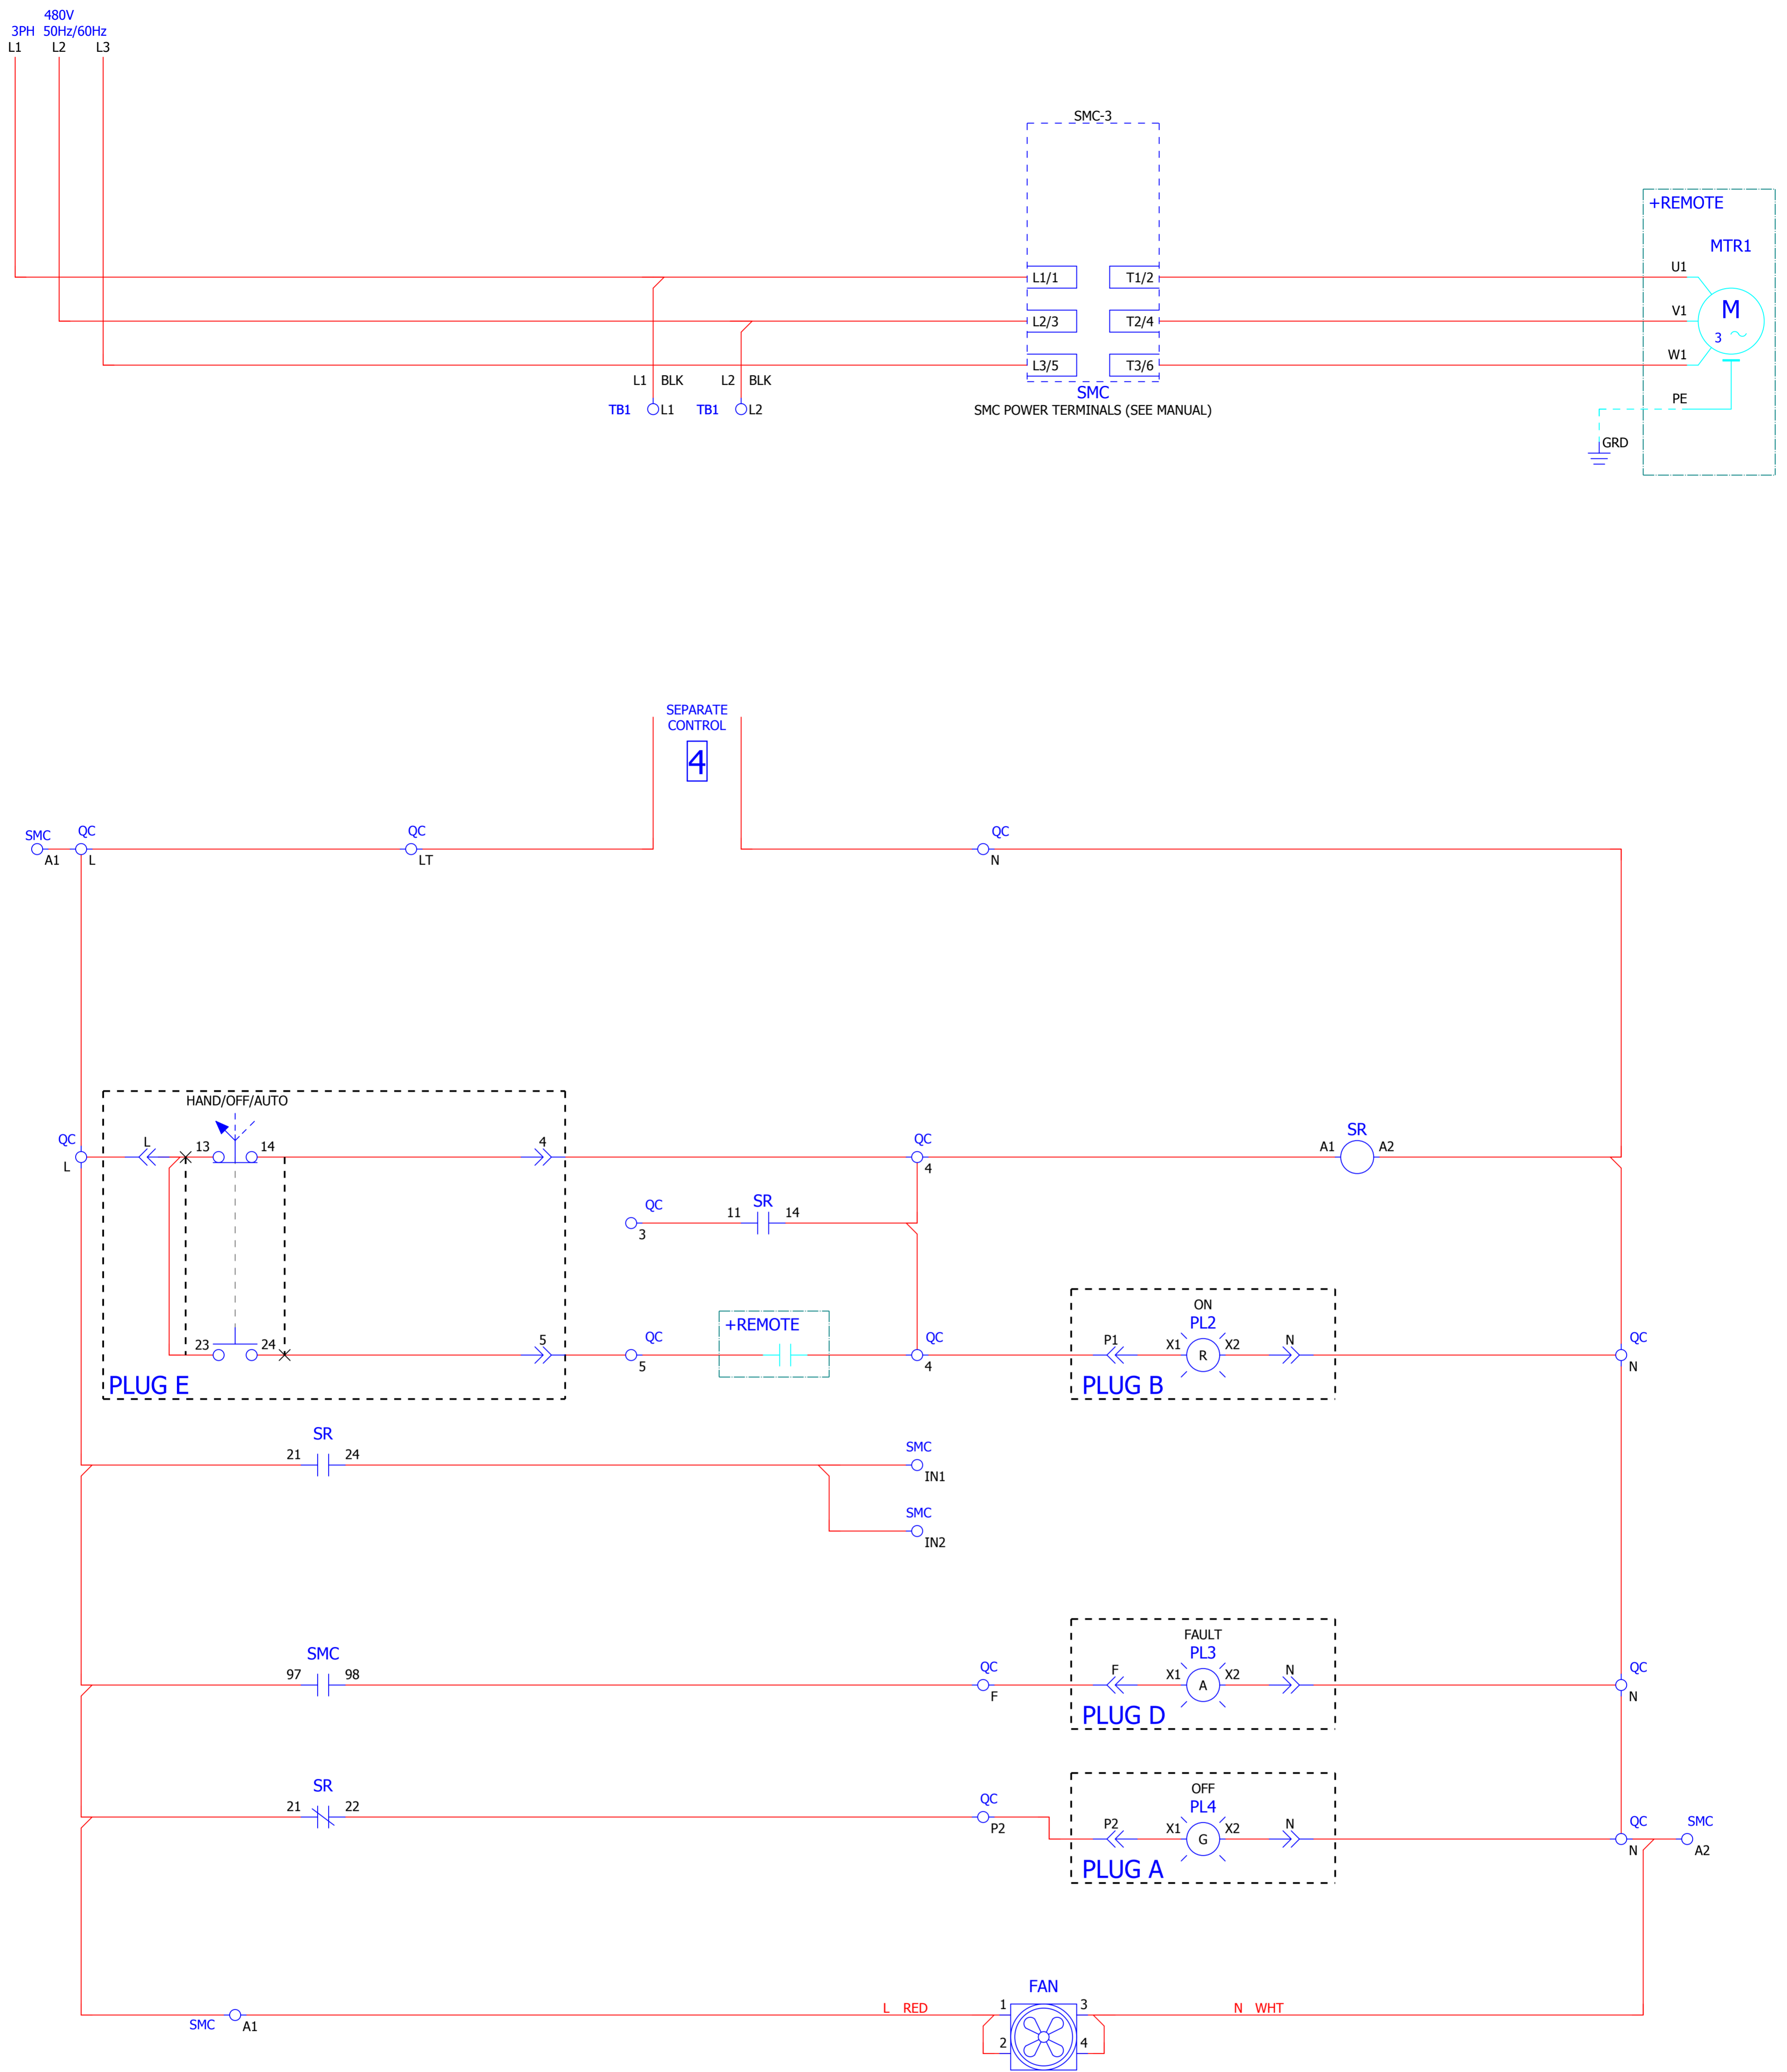 480V
3PH 50Hz/60Hz
L1 L2 L3
SMC-3
+REMOTE
MTR1
L1/1 T1/2 U1
L2/3 T2/4 V1 M
3
L3/5 T3/6 W1
L1 BLK L2 BLK
SMC
PE
TB1 L1 TB1 L2
SMC POWER TERMINALS (SEE MANUAL)
GRD
SEPARATE
CONTROL
4
SMC QC QC QC
A1 L LT N
HAND/OFF/AUTO
QC L 13 14 4 QC SR
A1 A2
L 4
QC SR
11 14
3
ON
+REMOTE PL2
23 24 5 QC QC P1 X1 X2 N QC
R
5 4
PLUG E PLUG B
SR SMC
21 24
IN1
SMC
IN2
FAULT
SMC PL3
97 98 QC F X1 X2 N QC
A
F N
PLUG D
SR OFF
21 22 QC PL4
P2 P2 X1 X2 N QC SMC
G
N A2
PLUG A
FAN
L RED 1 3 N WHT
SMC A1
2 4